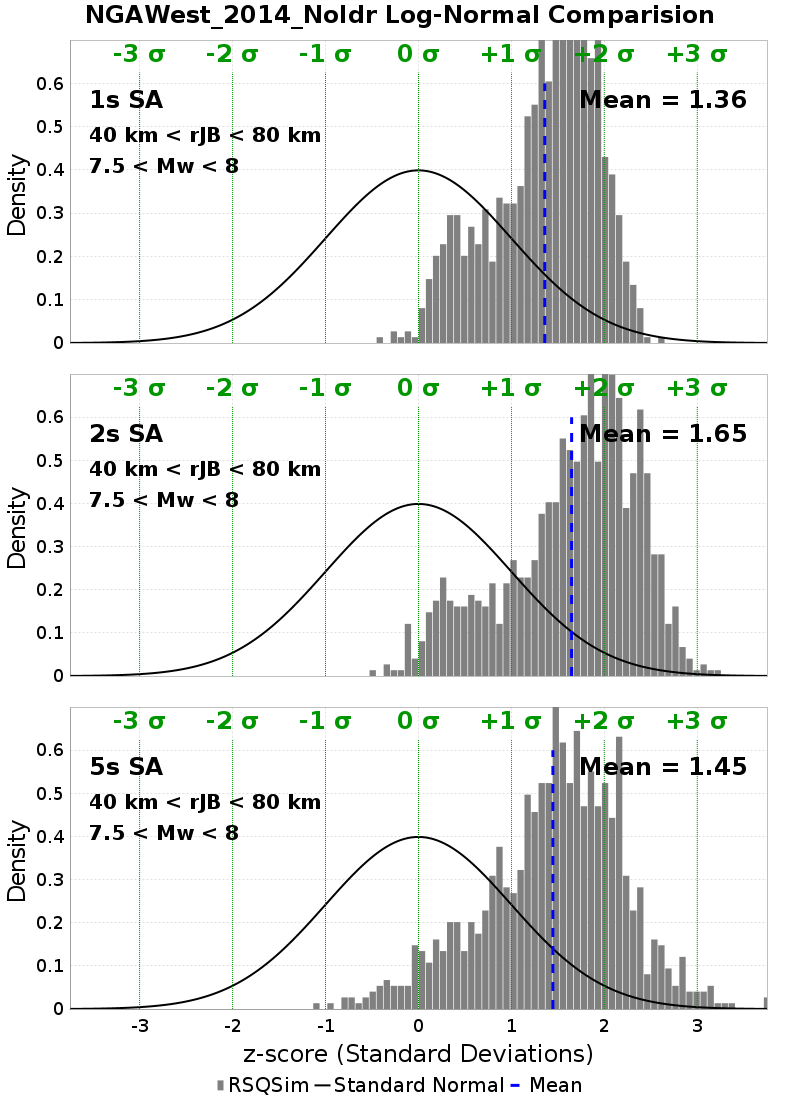 NGAWest_2014_NoIdr Log-Normal Comparision
-3 σ -2 σ -1 σ 0 σ +1 σ +2 σ +3 σ
1s SA
Mean = 1.36
40 km < rJB < 80 km
7.5 < Mw < 8
Density
0.6
0.5
0.4
0.3
0.2
0.1
0
-3 σ -2 σ -1 σ 0 σ +1 σ +2 σ +3 σ
2s SA
Mean = 1.65
40 km < rJB < 80 km
7.5 < Mw < 8
Density
0.6
0.5
0.4
0.3
0.2
0.1
0
-3 σ -2 σ -1 σ 0 σ +1 σ +2 σ +3 σ
5s SA
Mean = 1.45
40 km < rJB < 80 km
7.5 < Mw < 8
Density
0.6
0.5
0.4
0.3
0.2
0.1
0
-3 -2 -1 0 1 2 3
z-score (Standard Deviations)
RSQSim Standard Normal Mean